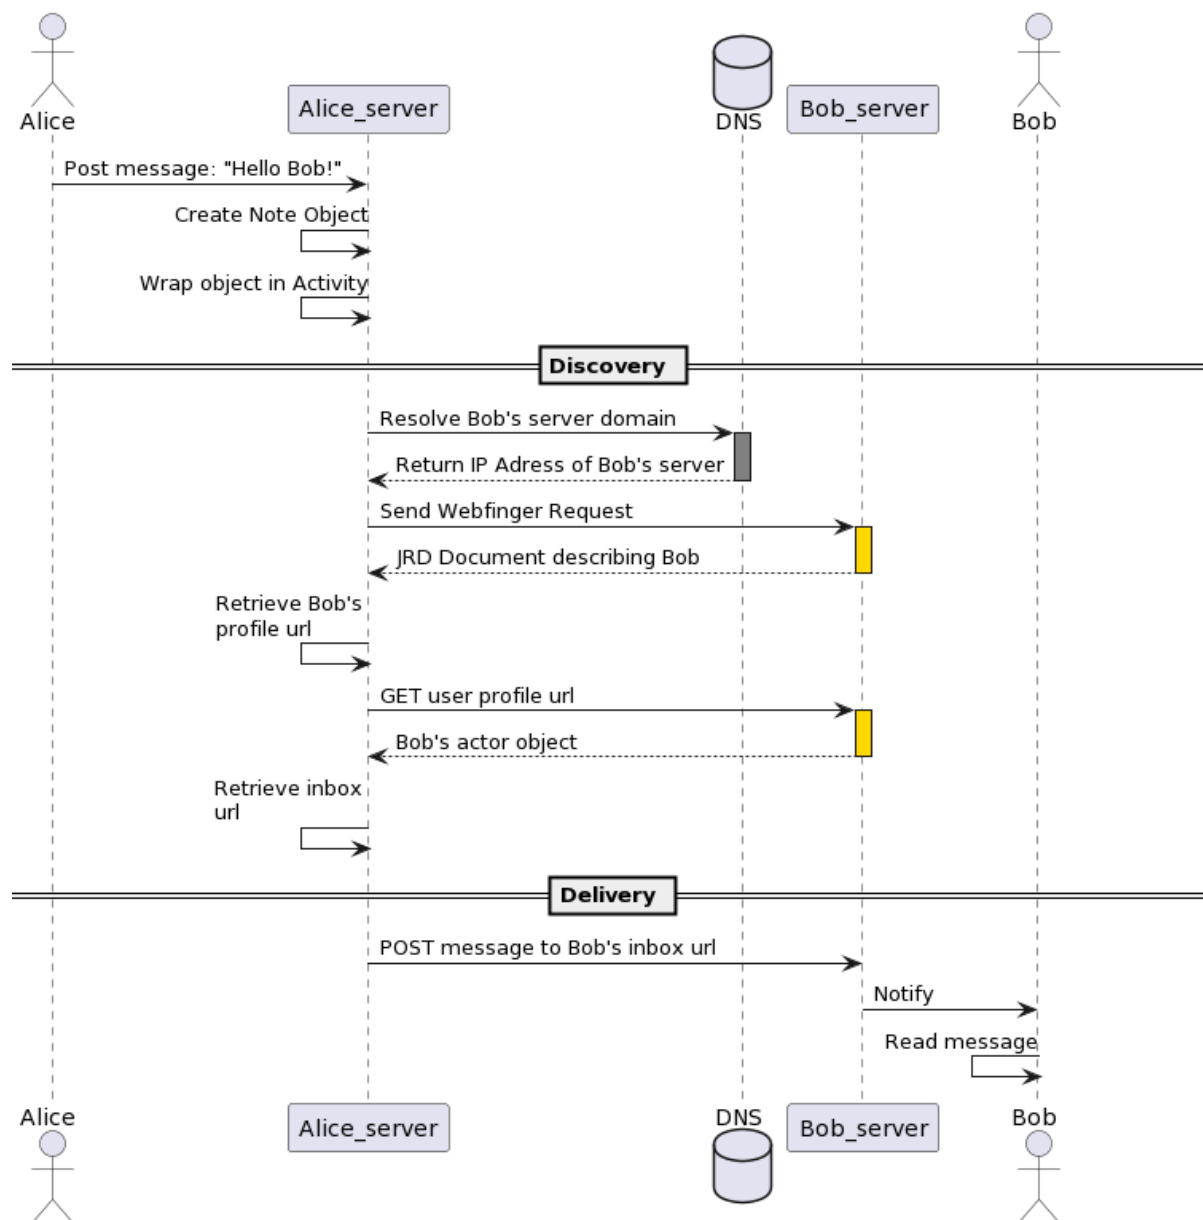 Alice
Alice_server
DNS
Bob_server
Bob
Post message: "Hello Bob!"
Create Note Object
Wrap object in Activity
Discovery
Resolve Bob's server domain
Return IP Adress of Bob's server
Send Webfinger Request
JRD Document describing Bob
Retrieve Bob's
profile url
GET user profile url
Bob's actor object
Retrieve inbox
url
Delivery
POST message to Bob's inbox url
Notify
Read message
Alice
Alice_server
DNS
Bob_server
Bob